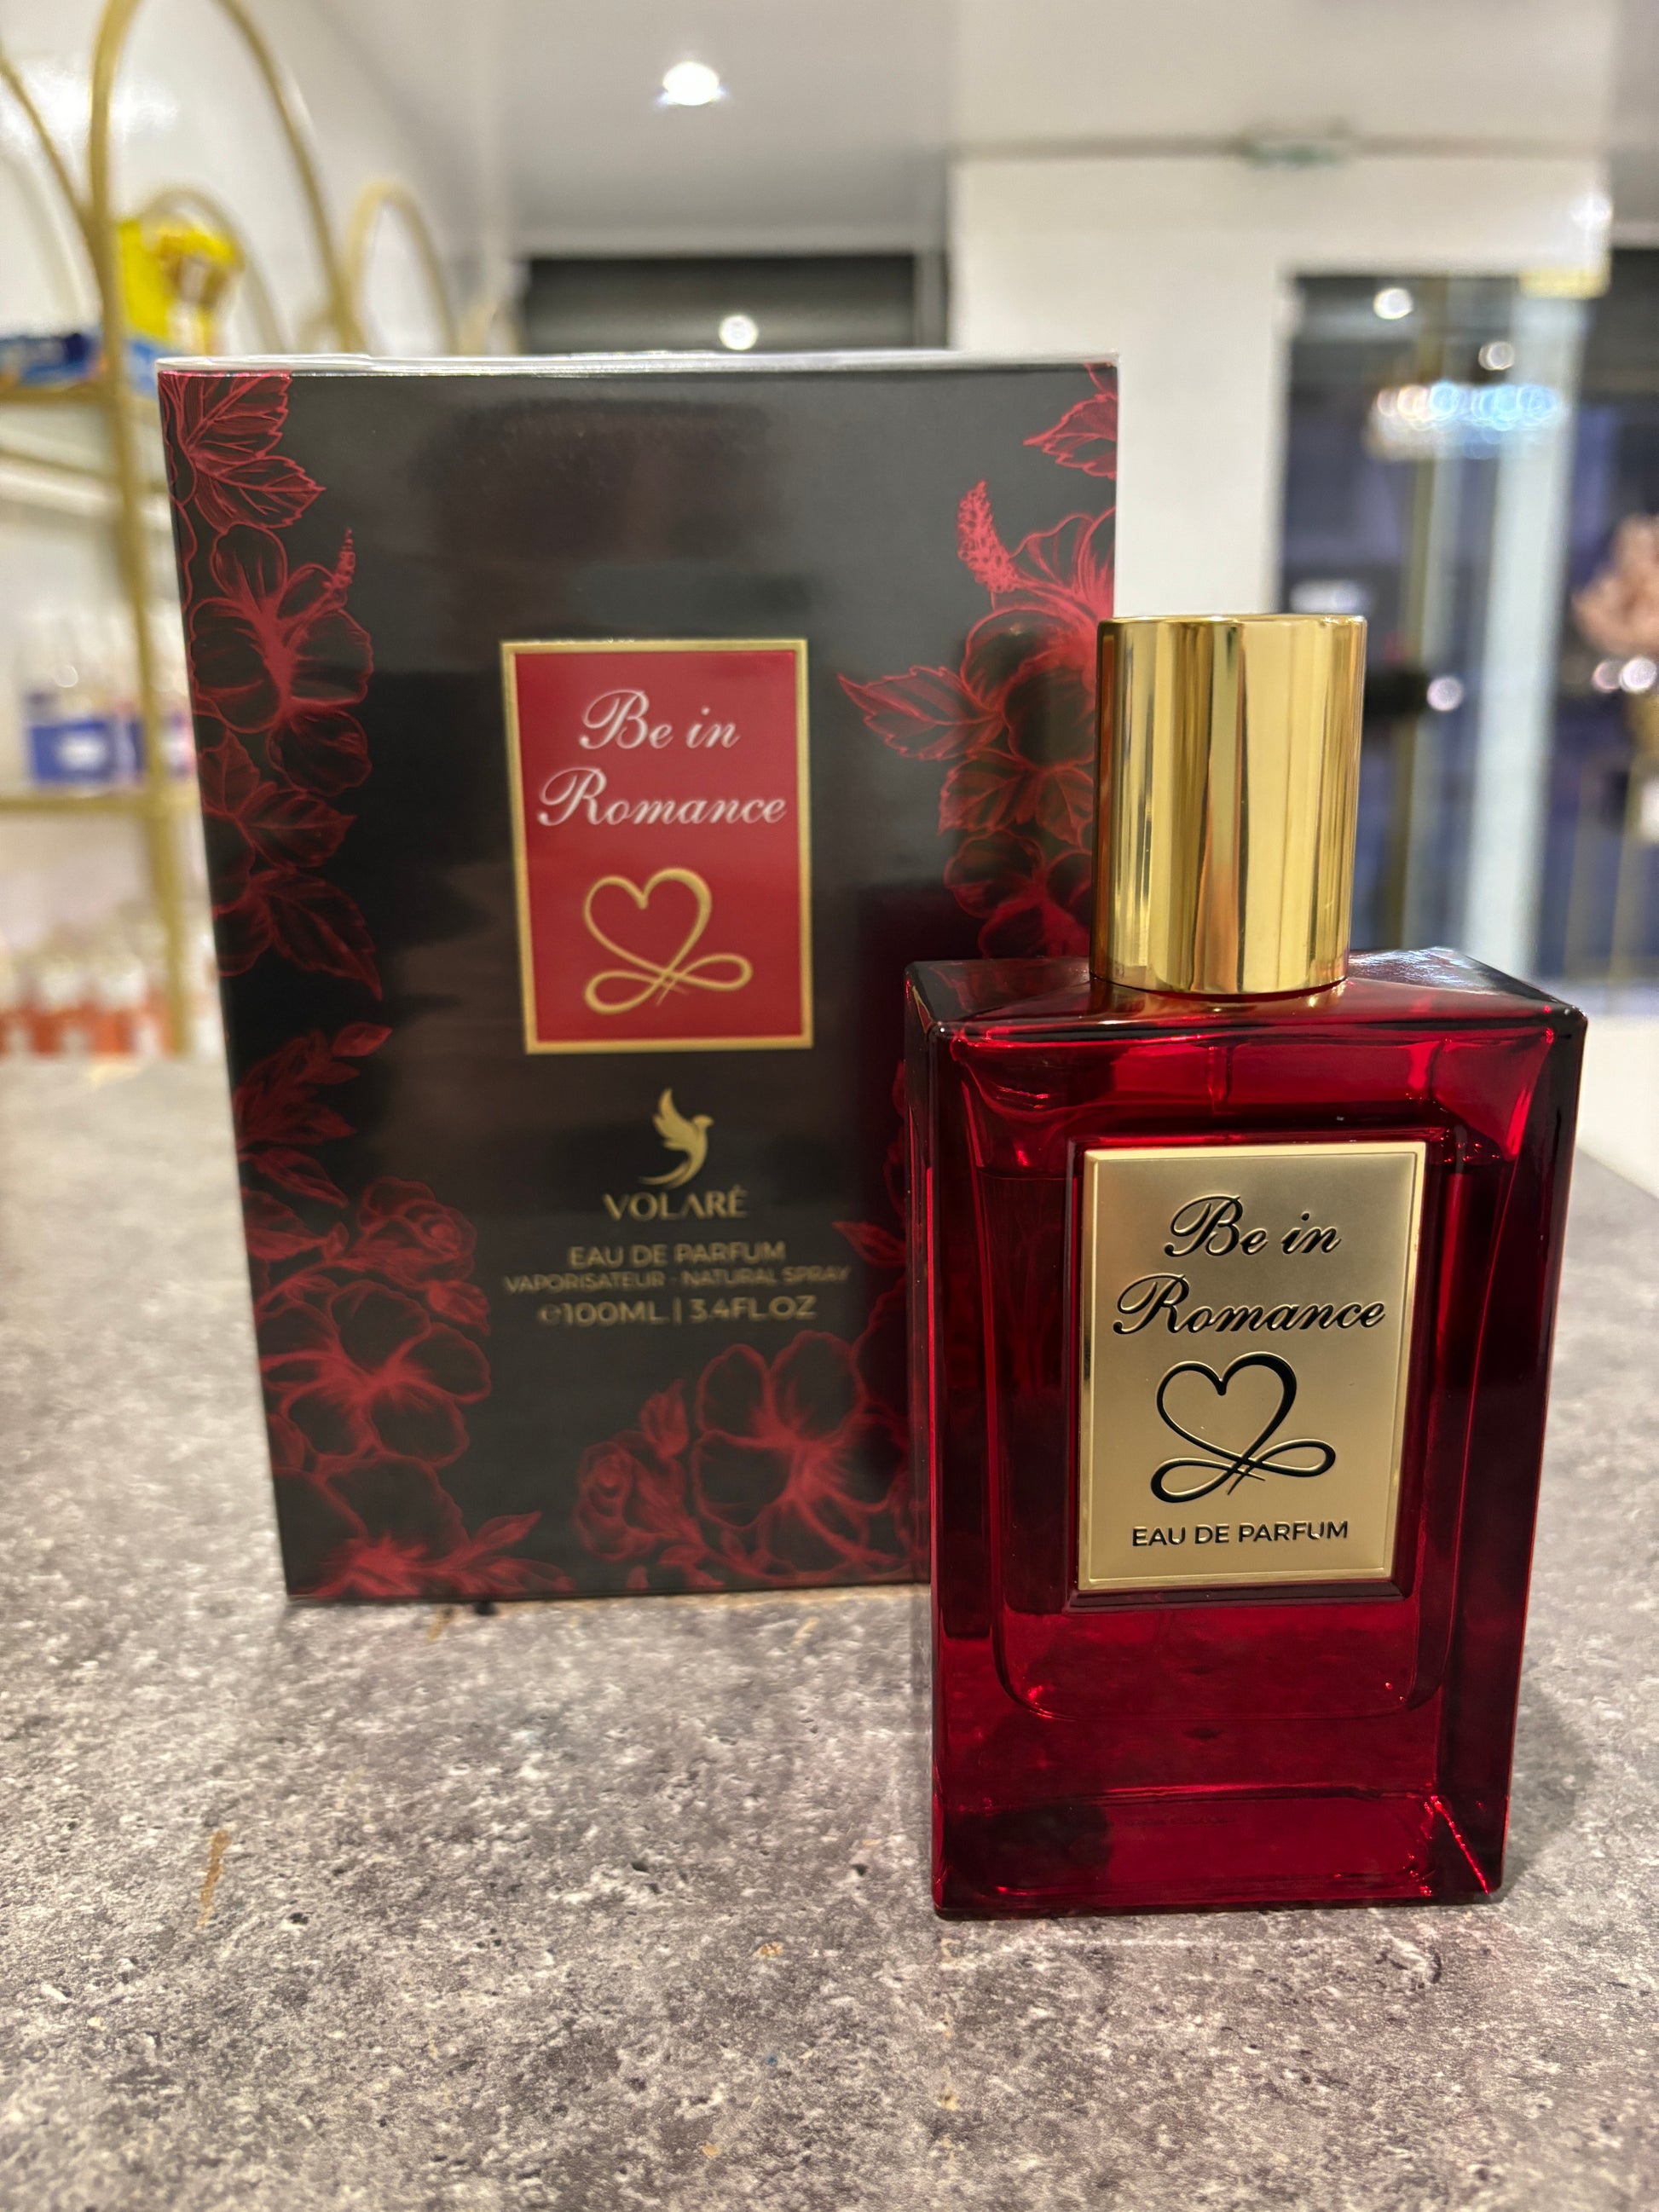 Be in
Romance
VOLARÉ
EAU DE PARFUM
VAPORISATEUR - NATURAL SPRAY
℮100ML | 3.4FL.OZ
Be in
Romance
EAU DE PARFUM